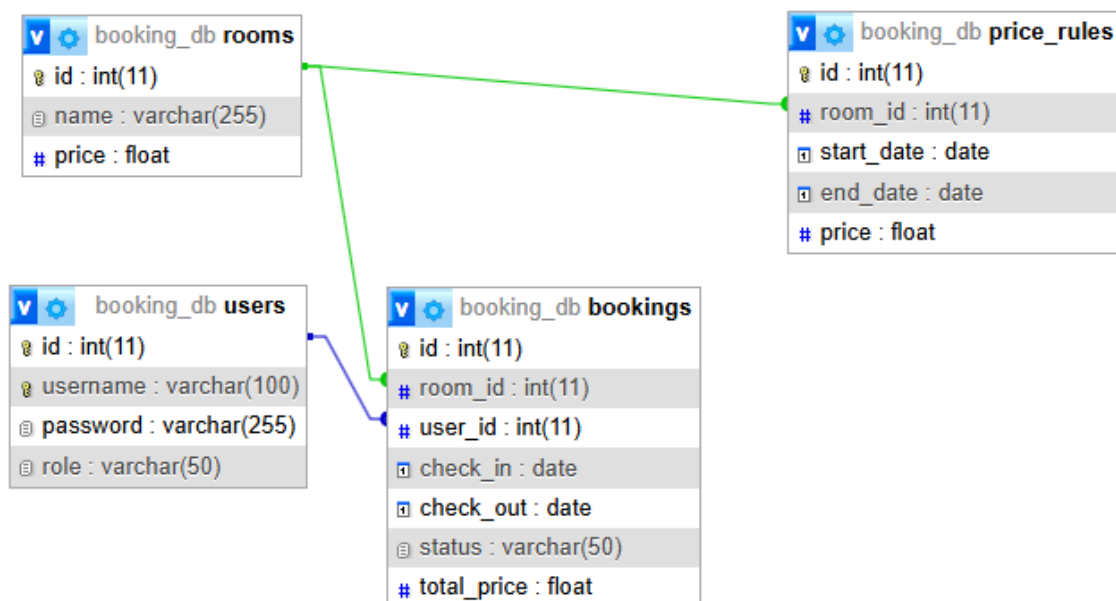 booking_db rooms
id : int(11)
name : varchar(255)
price : float
booking_db price_rules
id : int(11)
room_id : int(11)
start_date : date
end_date : date
price : float
booking_db users
id : int(11)
username : varchar(100)
password : varchar(255)
role : varchar(50)
booking_db bookings
id : int(11)
room_id : int(11)
user_id : int(11)
check_in : date
check_out : date
status : varchar(50)
total_price : float